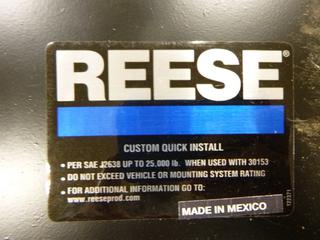 REESE®
CUSTOM QUICK INSTALL
• PER SAE J2638 UP TO 25,000 lb. WHEN USED WITH 30153
• DO NOT EXCEED VEHICLE OR MOUNTING SYSTEM RATING
• FOR ADDITIONAL INFORMATION GO TO:
www.reeseprod.com
MADE IN MEXICO